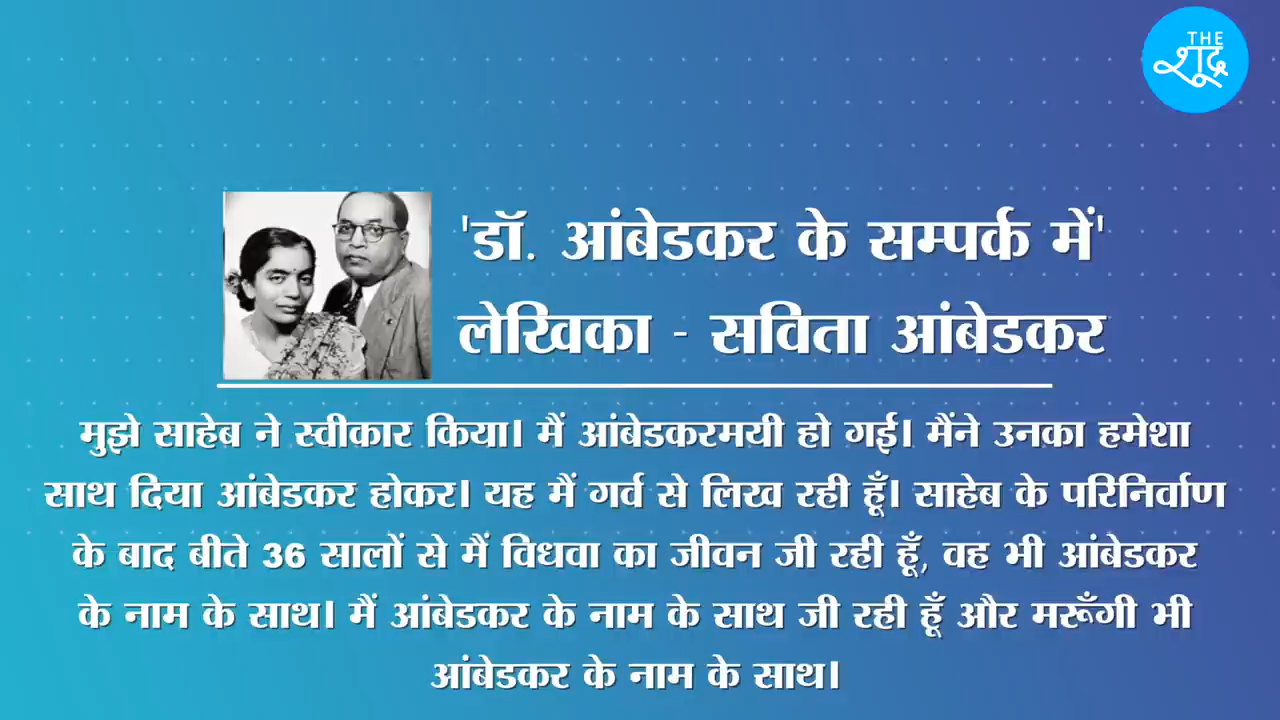 THE
शूद्र
'डॉ. आंबेडकर के सम्पर्क में'
लेखिका - सविता आंबेडकर
मुझे साहेब ने स्वीकार किया। मैं आंबेडकरमयी हो गई। मैंने उनका हमेशा
साथ दिया आंबेडकर होकर। यह मैं गर्व से लिख रही हूँ। साहेब के परिनिर्वाण
के बाद बीते 36 सालों से मैं विधवा का जीवन जी रही हूँ, वह भी आंबेडकर
के नाम के साथ। मैं आंबेडकर के नाम के साथ जी रही हूँ और मरूँगी भी
आंबेडकर के नाम के साथ।